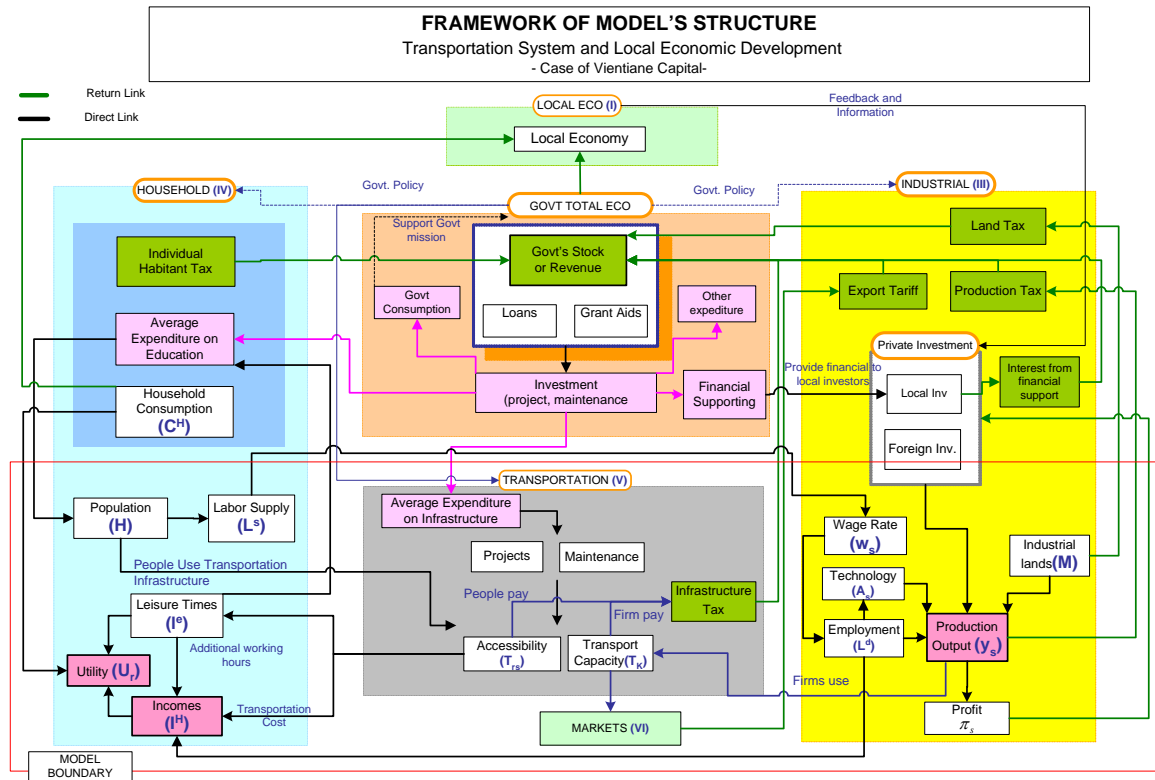 FRAMEWORK OF MODEL'S STRUCTURE
Transportation System and Local Economic Development
- Case of Vientiane Capital-
Return Link
Direct Link
LOCAL ECO (I)
Feedback and
Information
Local Economy
HOUSEHOLD (IV)
Govt. Policy
GOVT TOTAL ECO
Govt. Policy
INDUSTRIAL (III)
Support Govt
mission
Individual
Habitant Tax
Govt's Stock
or Revenue
Land Tax
Govt
Consumption
Loans
Grant Aids
Other
expediture
Export Tariff
Production Tax
Average
Expenditure on
Education
Private Investment
Provide financial to
local investors
Investment
(project, maintenance
Financial
Supporting
Local Inv
Interest from
financial
support
Household
Consumption
(C^H)
Foreign Inv.
TRANSPORTATION (V)
Population
(H)
Labor Supply
(L^s)
Average Expenditure
on Infrastructure
Wage Rate
(w_s)
Projects
Maintenance
Industrial
lands(M)
People Use Transportation
Infrastructure
Technology
(A_s)
People pay
Infrastructure
Tax
Firm pay
Leisure Times
(l^e)
Additional working
hours
Accessibility
(T_rs)
Transport
Capacity(T_K)
Employment
(L^d)
Production
Output (y_s)
Utility (U_r)
Firms use
Incomes
(I^H)
Transportation
Cost
MARKETS (VI)
Profit
π_s
MODEL
BOUNDARY